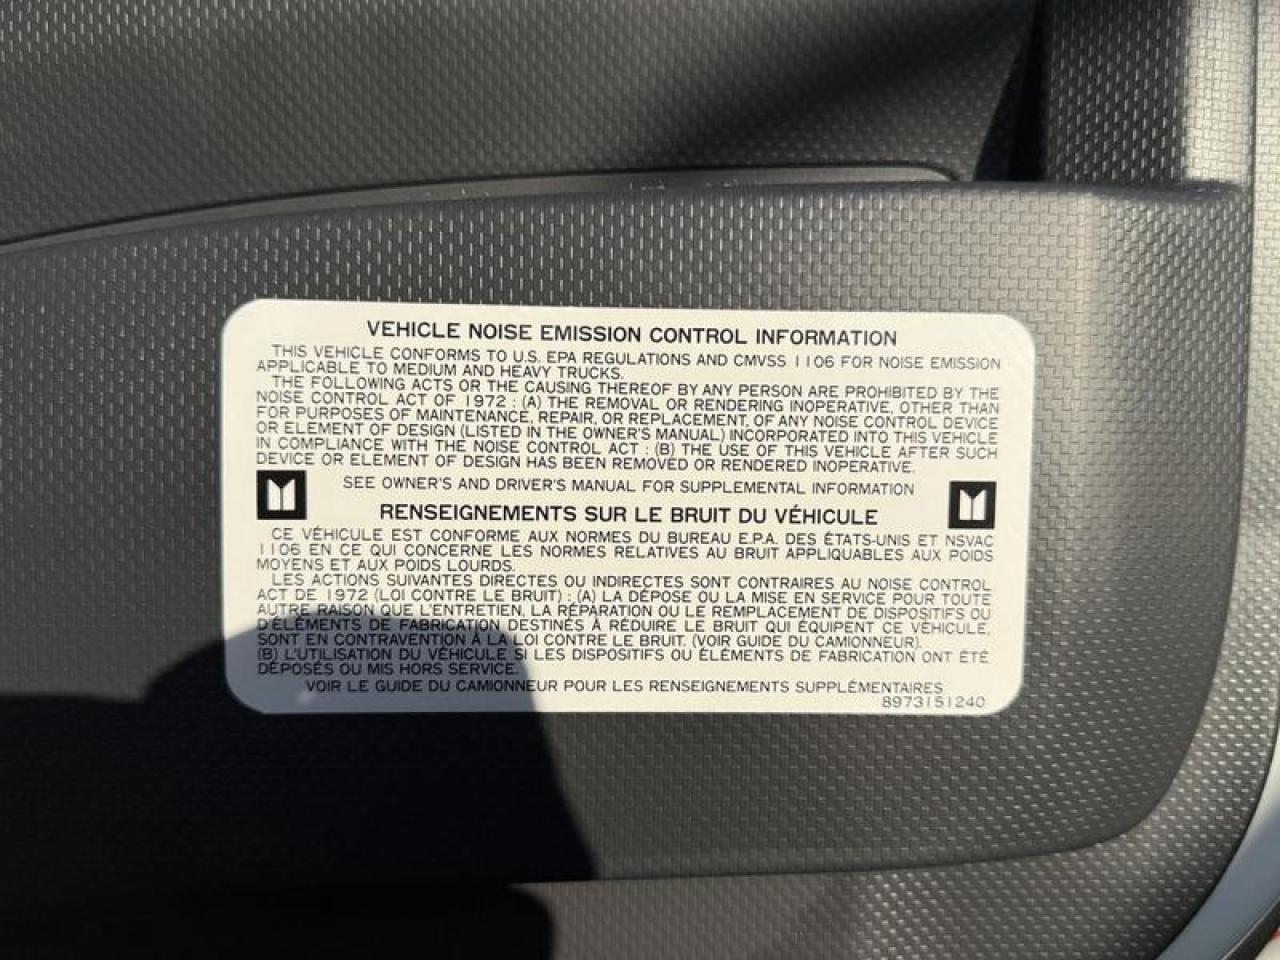 VEHICLE NOISE EMISSION CONTROL INFORMATION
THIS VEHICLE CONFORMS TO U.S. EPA REGULATIONS AND CMVSS 1106 FOR NOISE EMISSION
APPLICABLE TO MEDIUM AND HEAVY TRUCKS.
THE FOLLOWING ACTS OR THE CAUSING THEREOF BY ANY PERSON ARE PROHIBITED BY THE
NOISE CONTROL ACT OF 1972 : (A) THE REMOVAL OR RENDERING INOPERATIVE, OTHER THAN
FOR PURPOSES OF MAINTENANCE, REPAIR, OR REPLACEMENT, OF ANY NOISE CONTROL DEVICE
OR ELEMENT OF DESIGN (LISTED IN THE OWNER'S MANUAL) INCORPORATED INTO THIS VEHICLE
IN COMPLIANCE WITH THE NOISE CONTROL ACT : (B) THE USE OF THIS VEHICLE AFTER SUCH
DEVICE OR ELEMENT OF DESIGN HAS BEEN REMOVED OR RENDERED INOPERATIVE.
SEE OWNER'S AND DRIVER'S MANUAL FOR SUPPLEMENTAL INFORMATION
RENSEIGNEMENTS SUR LE BRUIT DU VÉHICULE
CE VÉHICULE EST CONFORME AUX NORMES DU BUREAU E.P.A. DES ÉTATS-UNIS ET NSVAC
1106 EN CE QUI CONCERNE LES NORMES RELATIVES AU BRUIT APPLIQUABLES AUX POIDS
MOYENS ET AUX POIDS LOURDS.
LES ACTIONS SUIVANTES DIRECTES OU INDIRECTES SONT CONTRAIRES AU NOISE CONTROL
ACT DE 1972 (LOI CONTRE LE BRUIT) : (A) LA DÉPOSE OU LA MISE EN SERVICE POUR TOUTE
AUTRE RAISON QUE L'ENTRETIEN, LA RÉPARATION OU LE REMPLACEMENT DE DISPOSITIFS OU
D'ÉLÉMENTS DE FABRICATION DESTINÉS À RÉDUIRE LE BRUIT QUI ÉQUIPENT CE VÉHICULE,
SONT EN CONTRAVENTION À LA LOI CONTRE LE BRUIT. (VOIR GUIDE DU CAMIONNEUR).
(B) L'UTILISATION DU VÉHICULE SI LES DISPOSITIFS OU ÉLÉMENTS DE FABRICATION ONT ÉTÉ
DÉPOSÉS OU MIS HORS SERVICE.
VOIR LE GUIDE DU CAMIONNEUR POUR LES RENSEIGNEMENTS SUPPLÉMENTAIRES
8973151240